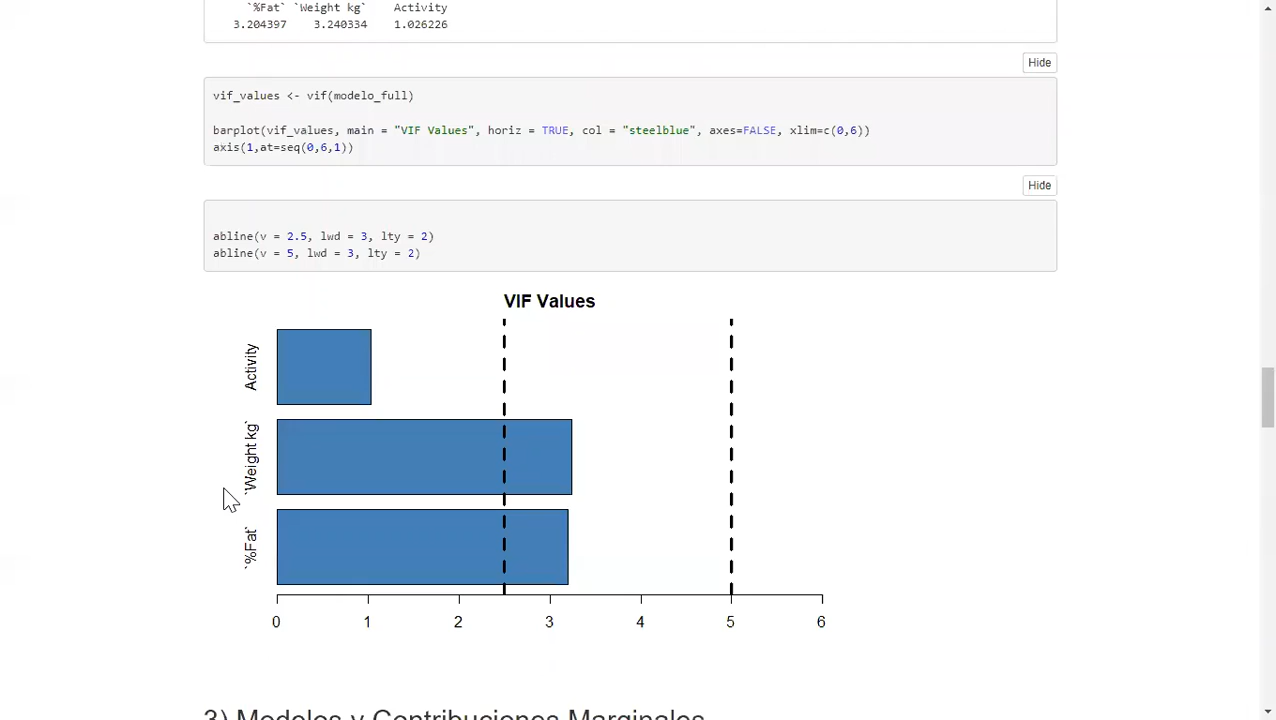 `%Fat` `Weight kg` Activity
3.204397 3.240334 1.026226
Hide
vif_values <- vif(modelo_full)
barplot(vif_values, main = "VIF Values", horiz = TRUE, col = "steelblue", axes=FALSE, xlim=c(0,6))
axis(1,at=seq(0,6,1))
Hide
abline(v = 2.5, lwd = 3, lty = 2)
abline(v = 5, lwd = 3, lty = 2)
VIF Values
Activity
`Weight kg`
`%Fat`
0 1 2 3 4 5 6
3) Modelos y Contribuciones Marginales